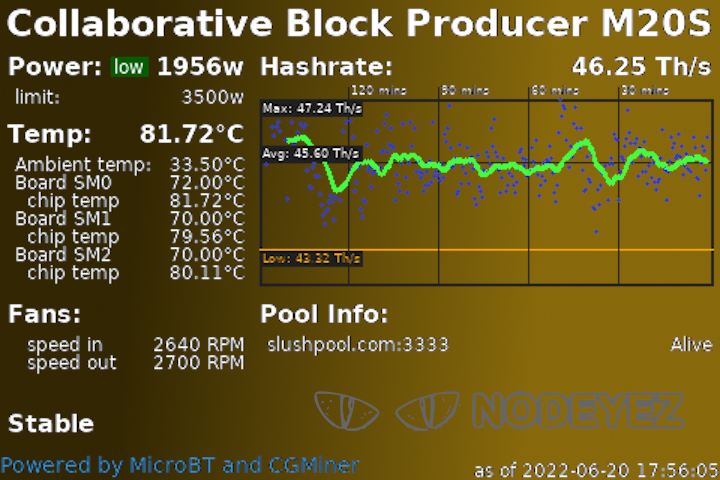 Collaborative Block Producer M20S
Power: low 1956w
limit: 3500w
Temp: 81.72°C
Ambient temp: 33.50°C
Board SM0 72.00°C
chip temp 81.72°C
Board SM1 70.00°C
chip temp 79.56°C
Board SM2 70.00°C
chip temp 80.11°C
Fans:
speed in 2640 RPM
speed out 2700 RPM
Stable
Powered by MicroBT and CGMiner
Hashrate: 46.25 Th/s
120 mins 90 mins 60 mins 30 mins
Max: 47.24 Th/s
Avg: 45.60 Th/s
Low: 43.32 Th/s
Pool Info:
slushpool.com:3333 Alive
NODEYEZ
as of 2022-06-20 17:56:05